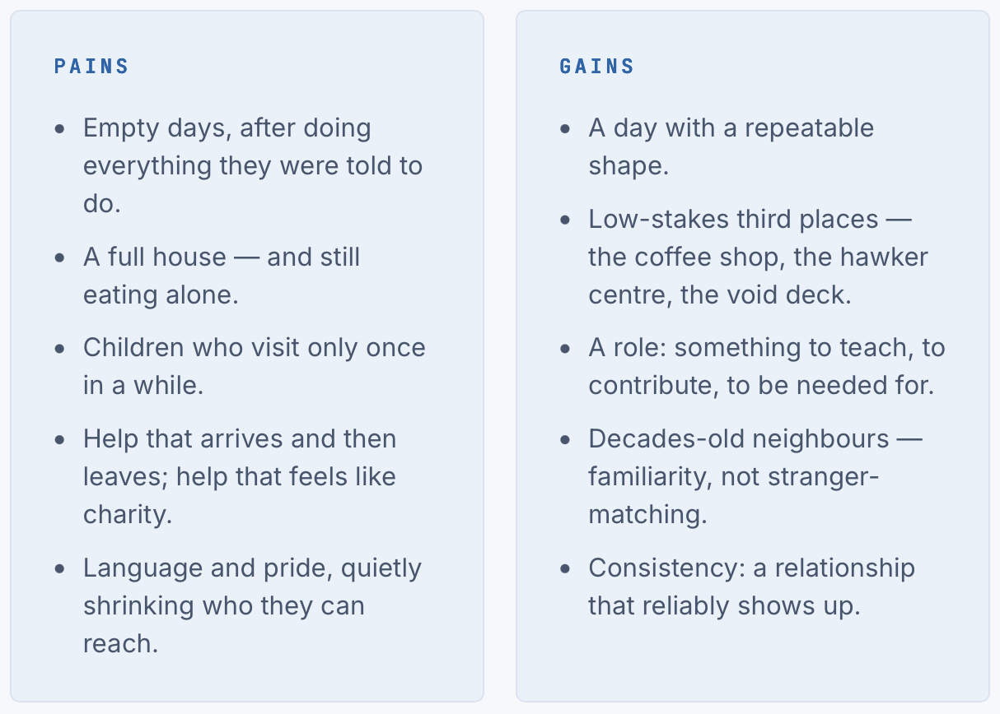 PAINS
• Empty days, after doing
everything they were told to
do.
• A full house — and still
eating alone.
• Children who visit only once
in a while.
• Help that arrives and then
leaves; help that feels like
charity.
• Language and pride, quietly
shrinking who they can
reach.
GAINS
• A day with a repeatable
shape.
• Low-stakes third places —
the coffee shop, the hawker
centre, the void deck.
• A role: something to teach, to
contribute, to be needed for.
• Decades-old neighbours —
familiarity, not stranger-
matching.
• Consistency: a relationship
that reliably shows up.